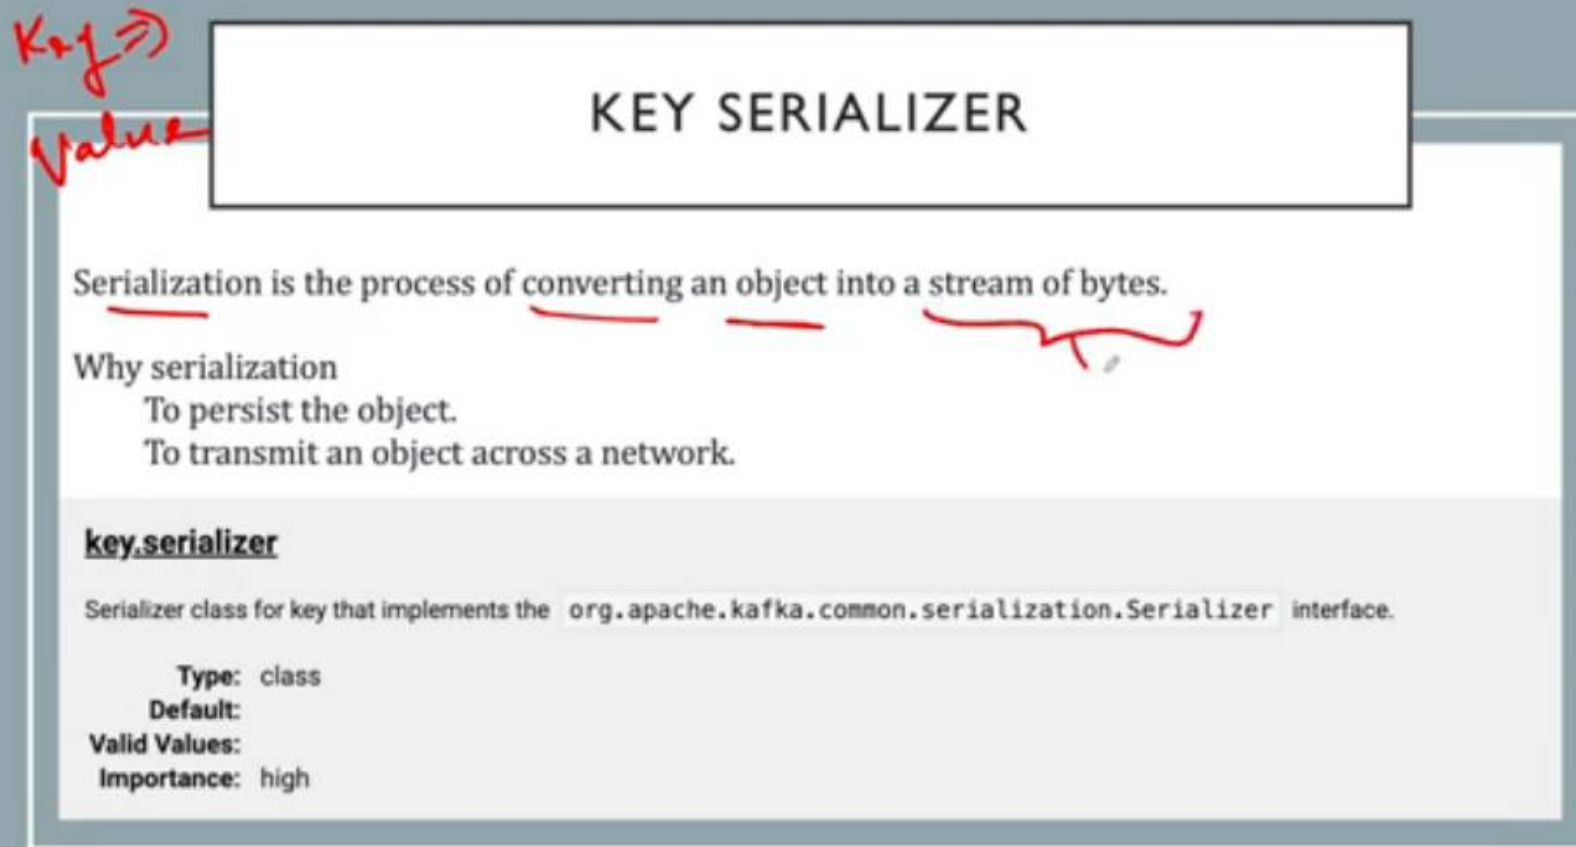 Key ⇒
Value
KEY SERIALIZER
Serialization is the process of converting an object into a stream of bytes.
Why serialization
To persist the object.
To transmit an object across a network.
key.serializer
Serializer class for key that implements the org.apache.kafka.common.serialization.Serializer interface.
Type: class
Default:
Valid Values:
Importance: high